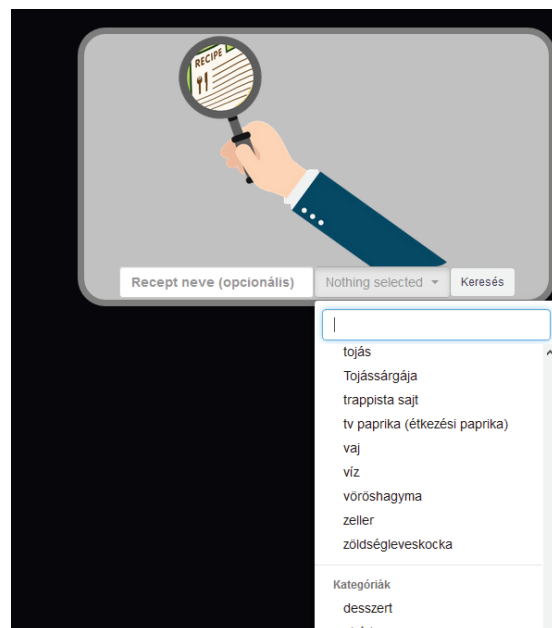 RECIPE
Recept neve (opcionális)
Nothing selected
Keresés
tojás
Tojássárgája
trappista sajt
tv paprika (étkezési paprika)
vaj
víz
vöröshagyma
zeller
zöldségleveskocka
Kategóriák
desszert